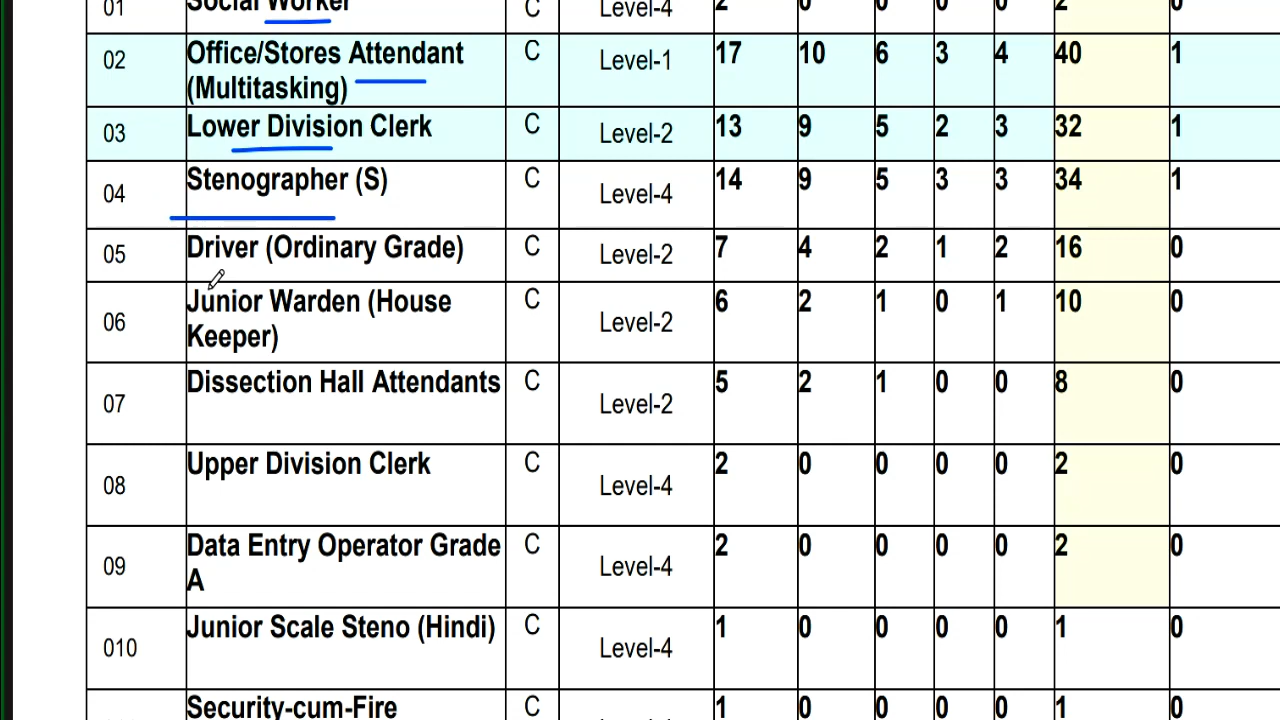 01 Social Worker C Level-4 2 0 0 0 0 2 0
02 Office/Stores Attendant C Level-1 17 10 6 3 4 40 1
(Multitasking)
03 Lower Division Clerk C Level-2 13 9 5 2 3 32 1
04 Stenographer (S) C Level-4 14 9 5 3 3 34 1
05 Driver (Ordinary Grade) C Level-2 7 4 2 1 2 16 0
06 Junior Warden (House C Level-2 6 2 1 0 1 10 0
Keeper)
07 Dissection Hall Attendants C Level-2 5 2 1 0 0 8 0
08 Upper Division Clerk C Level-4 2 0 0 0 0 2 0
09 Data Entry Operator Grade C Level-4 2 0 0 0 0 2 0
A
010 Junior Scale Steno (Hindi) C Level-4 1 0 0 0 0 1 0
Security-cum-Fire C 1 0 0 0 0 1 0